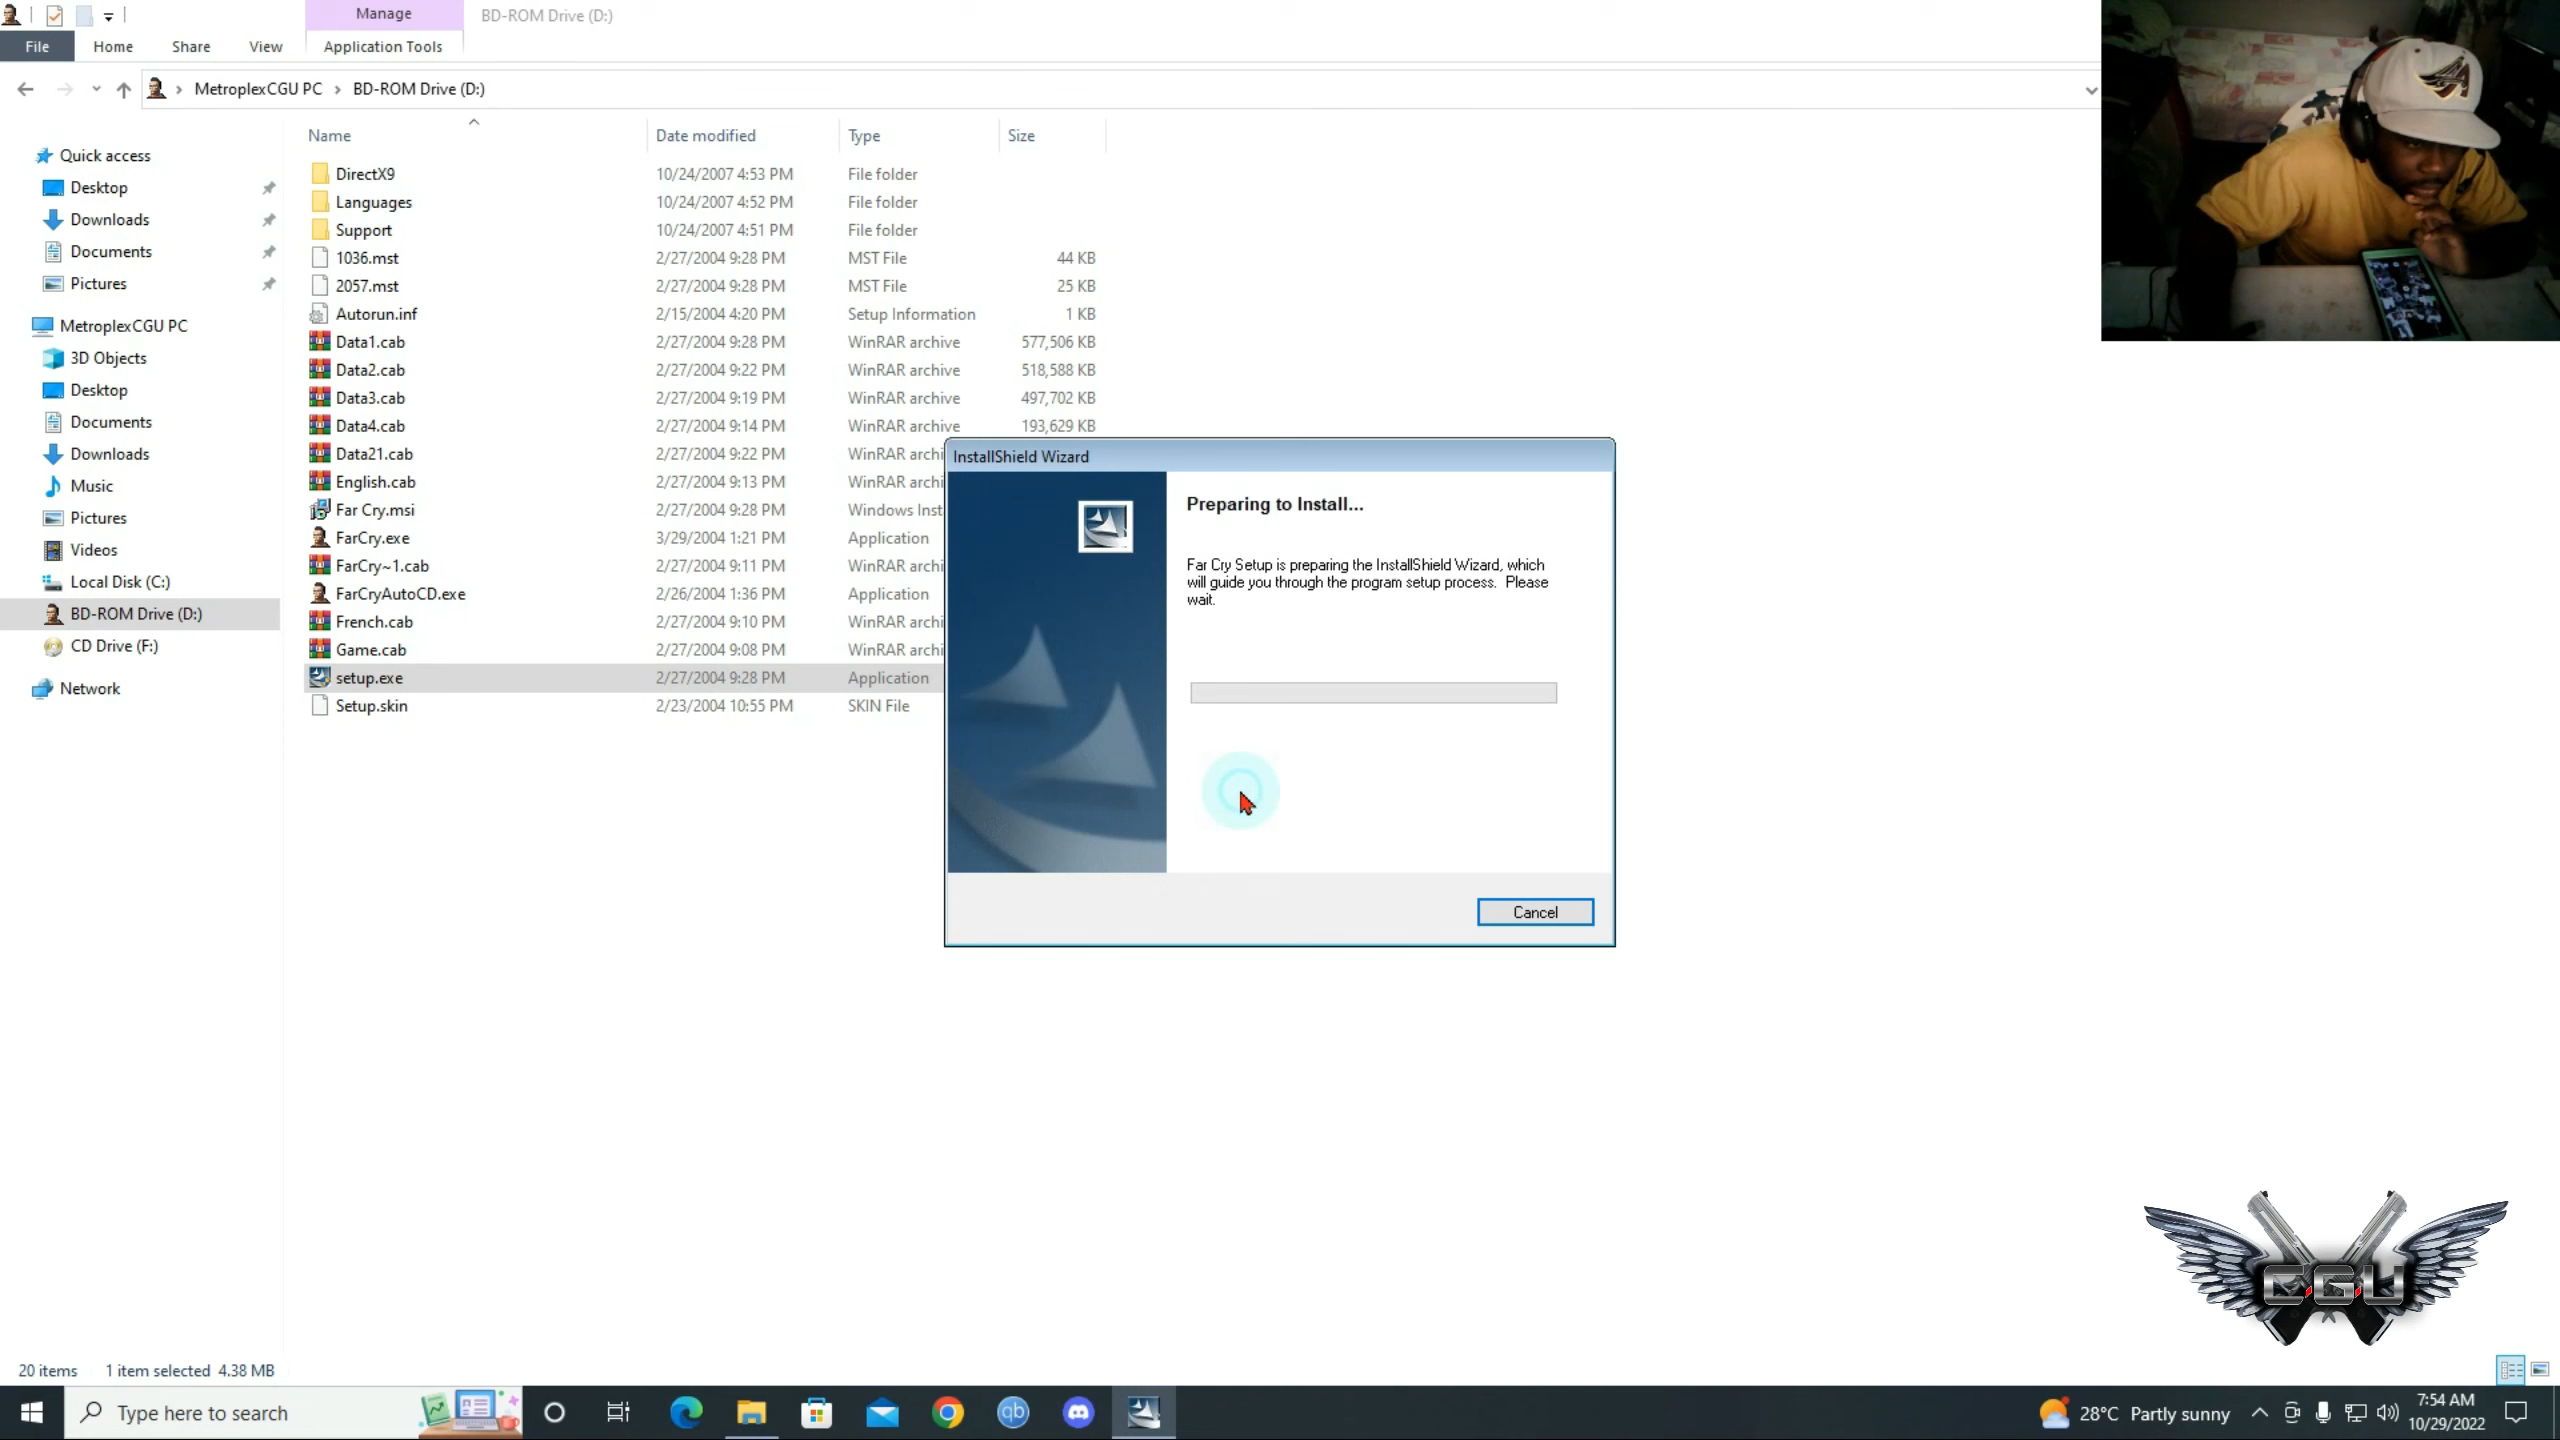 Manage
BD-ROM Drive (D:)
File
Home
Share
View
Application Tools
MetroplexCGU PC
BD-ROM Drive (D:)
Name
Date modified
Type
Size
Quick access
Desktop
Downloads
Documents
Pictures
MetroplexCGU PC
3D Objects
Desktop
Documents
Downloads
Music
Pictures
Videos
Local Disk (C:)
BD-ROM Drive (D:)
CD Drive (F:)
Network
DirectX9 10/24/2007 4:53 PM File folder
Languages 10/24/2007 4:52 PM File folder
Support 10/24/2007 4:51 PM File folder
1036.mst 2/27/2004 9:28 PM MST File 44 KB
2057.mst 2/27/2004 9:28 PM MST File 25 KB
Autorun.inf 2/15/2004 4:20 PM Setup Information 1 KB
Data1.cab 2/27/2004 9:28 PM WinRAR archive 577,506 KB
Data2.cab 2/27/2004 9:22 PM WinRAR archive 518,588 KB
Data3.cab 2/27/2004 9:19 PM WinRAR archive 497,702 KB
Data4.cab 2/27/2004 9:14 PM WinRAR archive 193,629 KB
Data21.cab 2/27/2004 9:22 PM WinRAR archi
English.cab 2/27/2004 9:13 PM WinRAR archi
Far Cry.msi 2/27/2004 9:28 PM Windows Inst
FarCry.exe 3/29/2004 1:21 PM Application
FarCry~1.cab 2/27/2004 9:11 PM WinRAR archi
FarCryAutoCD.exe 2/26/2004 1:36 PM Application
French.cab 2/27/2004 9:10 PM WinRAR archi
Game.cab 2/27/2004 9:08 PM WinRAR archi
setup.exe 2/27/2004 9:28 PM Application
Setup.skin 2/23/2004 10:55 PM SKIN File
InstallShield Wizard
Preparing to Install...
Far Cry Setup is preparing the InstallShield Wizard, which
will guide you through the program setup process. Please
wait.
Cancel
CGU
20 items 1 item selected 4.38 MB
Type here to search
qb
28°C Partly sunny
7:54 AM
10/29/2022